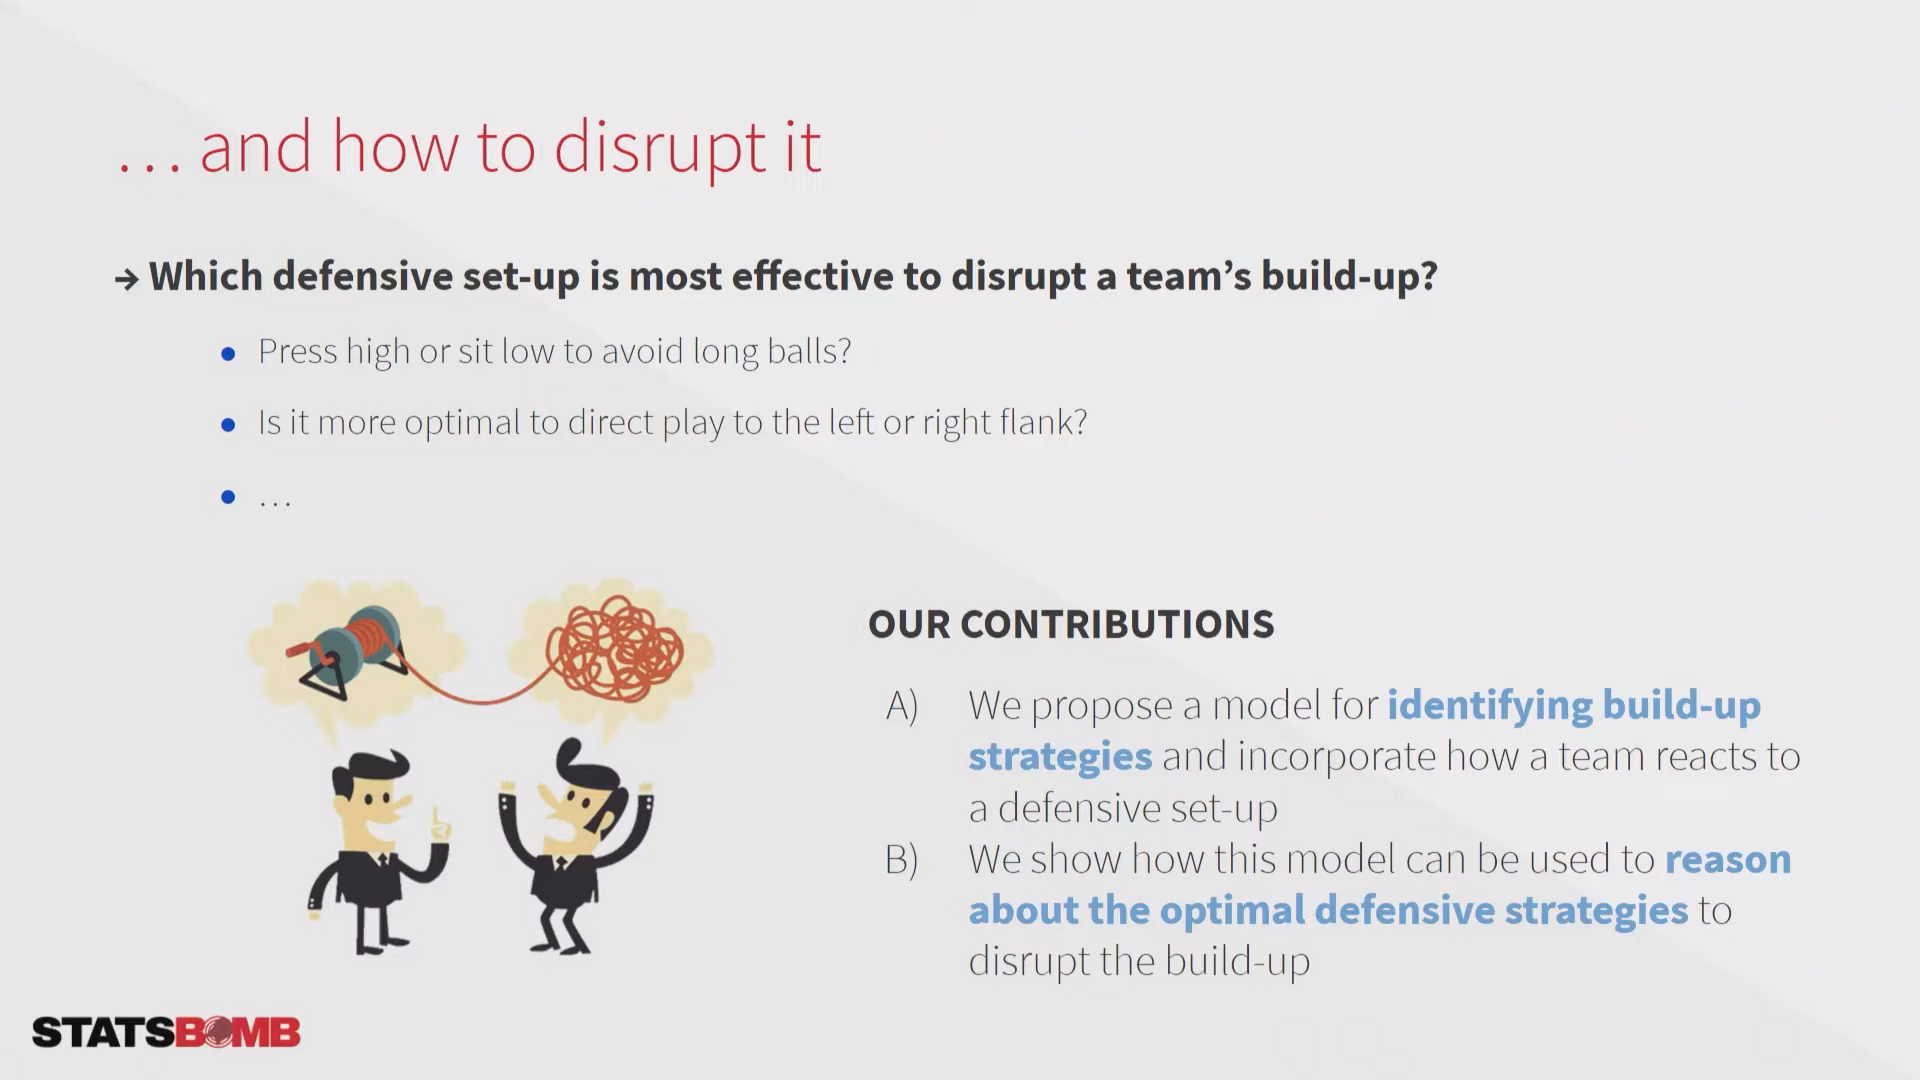 ... and how to disrupt it
→ Which defensive set-up is most effective to disrupt a team’s build-up?
● Press high or sit low to avoid long balls?
● Is it more optimal to direct play to the left or right flank?
● ...
OUR CONTRIBUTIONS
A) We propose a model for identifying build-up
strategies and incorporate how a team reacts to
a defensive set-up
B) We show how this model can be used to reason
about the optimal defensive strategies to
disrupt the build-up
STATSBOMB